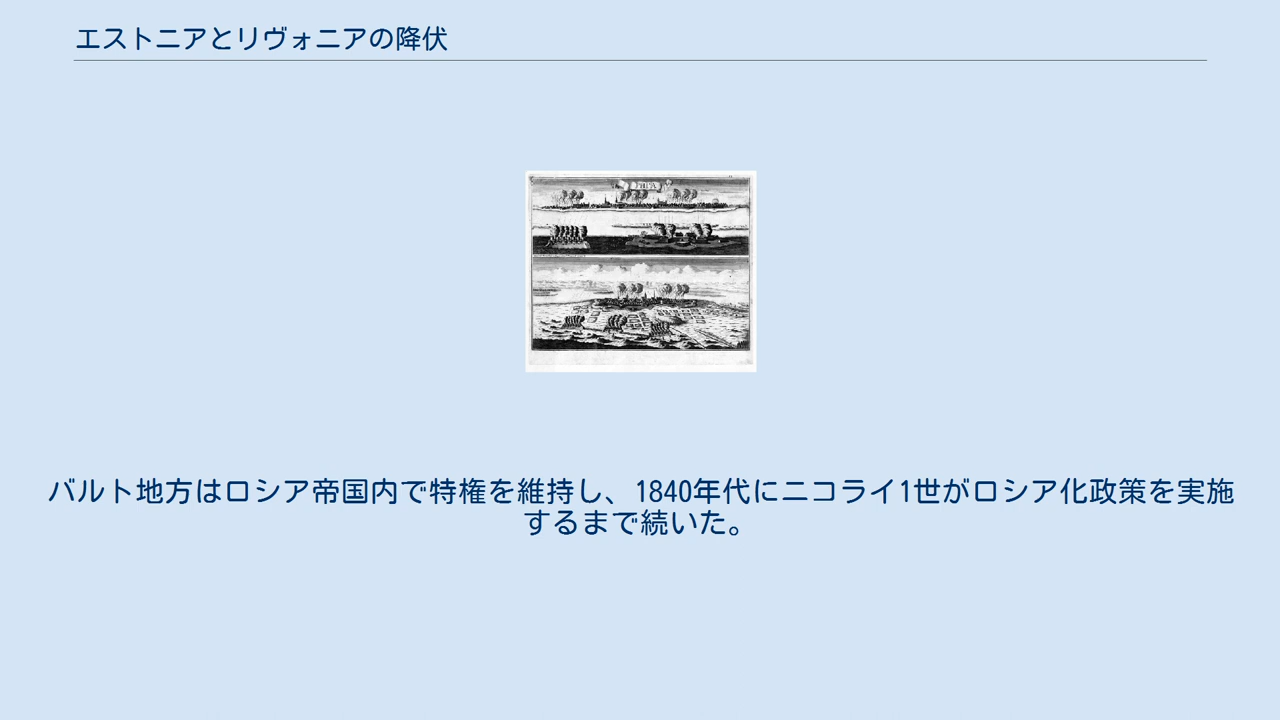 エストニアとリヴォニアの降伏
バルト地方はロシア帝国内で特権を維持し、1840年代にニコライ1世がロシア化政策を実施
するまで続いた。